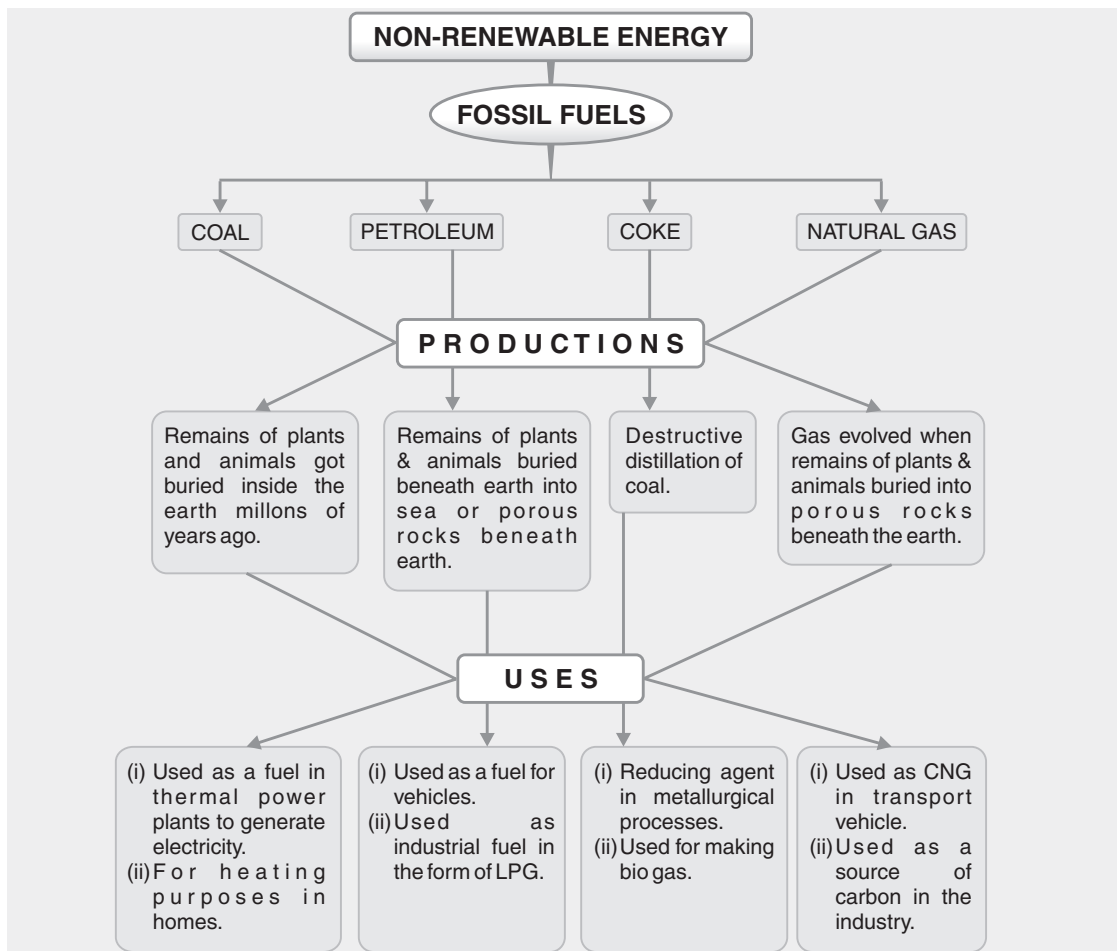 NON-RENEWABLE ENERGY
FOSSIL FUELS
COAL
PETROLEUM
COKE
NATURAL GAS
PRODUCTIONS
Remains of plants
and animals got
buried inside the
earth millons of
years ago.
Remains of plants
& animals buried
beneath earth into
sea or porous
rocks beneath
earth.
Destructive
distillation of
coal.
Gas evolved when
remains of plants &
animals buried into
porous rocks
beneath the earth.
USES
(i) Used as a fuel in
thermal power
plants to generate
electricity.
(ii) For heating
purposes in
homes.
(i) Used as a fuel for
vehicles.
(ii) Used as
industrial fuel in
the form of LPG.
(i) Reducing agent
in metallurgical
processes.
(ii) Used for making
bio gas.
(i) Used as CNG
in transport
vehicle.
(ii) Used as a
source of
carbon in the
industry.